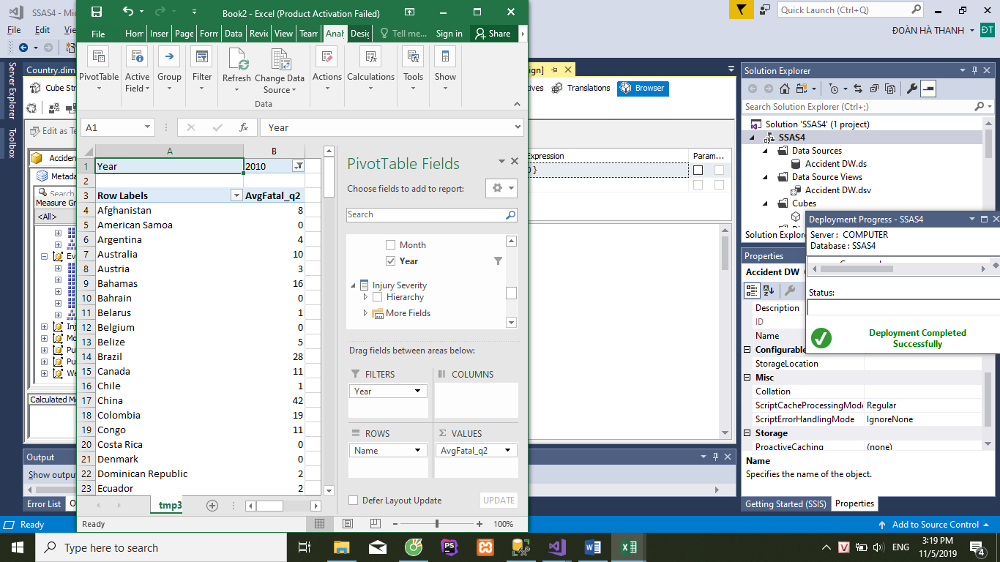 SSAS4 - Mic
Book2 - Excel (Product Activation Failed)
Quick Launch (Ctrl+Q)
File Edit Vie
File Hom Inser Page Form Data Revie View Team Analy Desig Tell me... Sign in Share
ĐOÀN HÀ THANH ĐT
Server Explorer
Toolbox
Country.dim
ign]
Cube Str
tives Translations Browser
PivotTable Active Field Group Filter Refresh Change Data Source Actions Calculations Tools Show
Data
Edit as Te
A1 fx Year
Acciden
Metada
Search
Measure Gr
<All>
Ev
Inj
Mo
Pu
Pu
We
Calculated Me
A B
1 Year 2010
2
3 Row Labels AvgFatal_q2
4 Afghanistan 8
5 American Samoa 0
6 Argentina 4
7 Australia 10
8 Austria 3
9 Bahamas 16
10 Bahrain 0
11 Belarus 1
12 Belgium 0
13 Belize 5
14 Brazil 28
15 Canada 11
16 Chile 1
17 China 42
18 Colombia 19
19 Congo 11
20 Costa Rica 0
21 Denmark 0
22 Dominican Republic 2
23 Ecuador 2
tmp3
Ready 100%
PivotTable Fields
Choose fields to add to report:
Search
Month
Year
Injury Severity
Hierarchy
More Fields
Drag fields between areas below:
FILTERS COLUMNS
Year
ROWS VALUES
Name AvgFatal_q2
Defer Layout Update UPDATE
Expression Param...
0 }
Solution Explorer
Search Solution Explorer (Ctrl+;)
Solution 'SSAS4' (1 project)
SSAS4
Data Sources
Accident DW.ds
Data Source Views
Accident DW.dsv
Cubes
Solution Explore
Deployment Progress - SSAS4
Server : COMPUTER
Database : SSAS4
Status:
Deployment Completed
Successfully
Properties
Accident DW
Description
ID
Name
Configurable
StorageLocation
Misc
Collation
ScriptCacheProcessingMode Regular
ScriptErrorHandlingMode IgnoreNone
Storage
ProactiveCaching (none)
Name
Specifies the name of the object.
Getting Started (SSIS) Properties
Output
Show outpu
Error List O
Ready
Add to Source Control
Type here to search
ENG
3:19 PM
11/5/2019
4